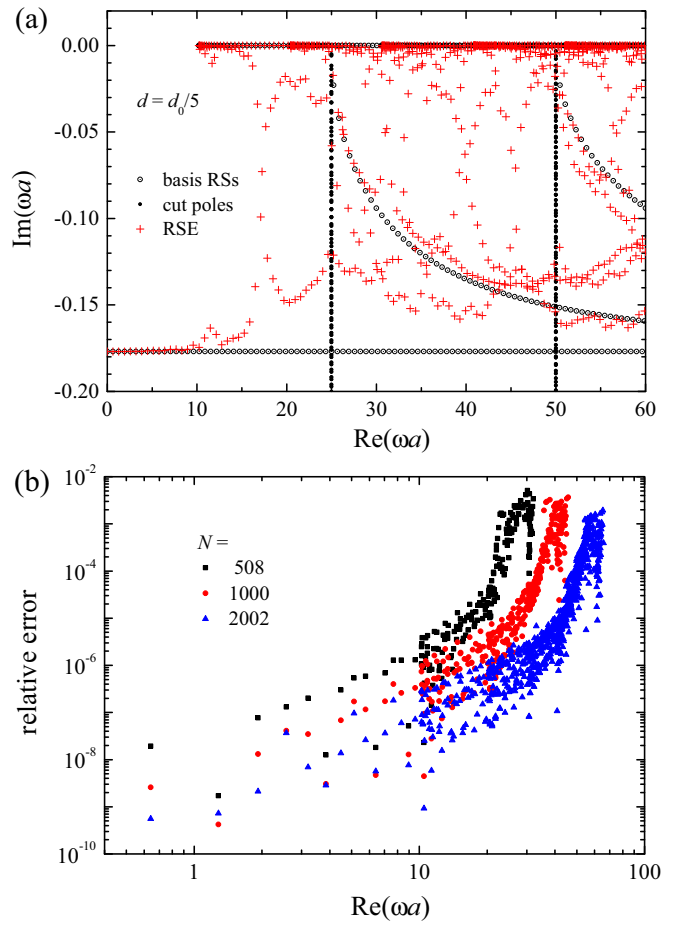 (a)
0.00
-0.05
-0.10
-0.15
-0.20
Im(ωa)
d = d₀/5
basis RSs
cut poles
RSE
0 10 20 30 40 50 60
Re(ωa)
(b)
10⁻²
10⁻⁴
10⁻⁶
10⁻⁸
10⁻¹⁰
relative error
N =
508
1000
2002
1 10 100
Re(ωa)